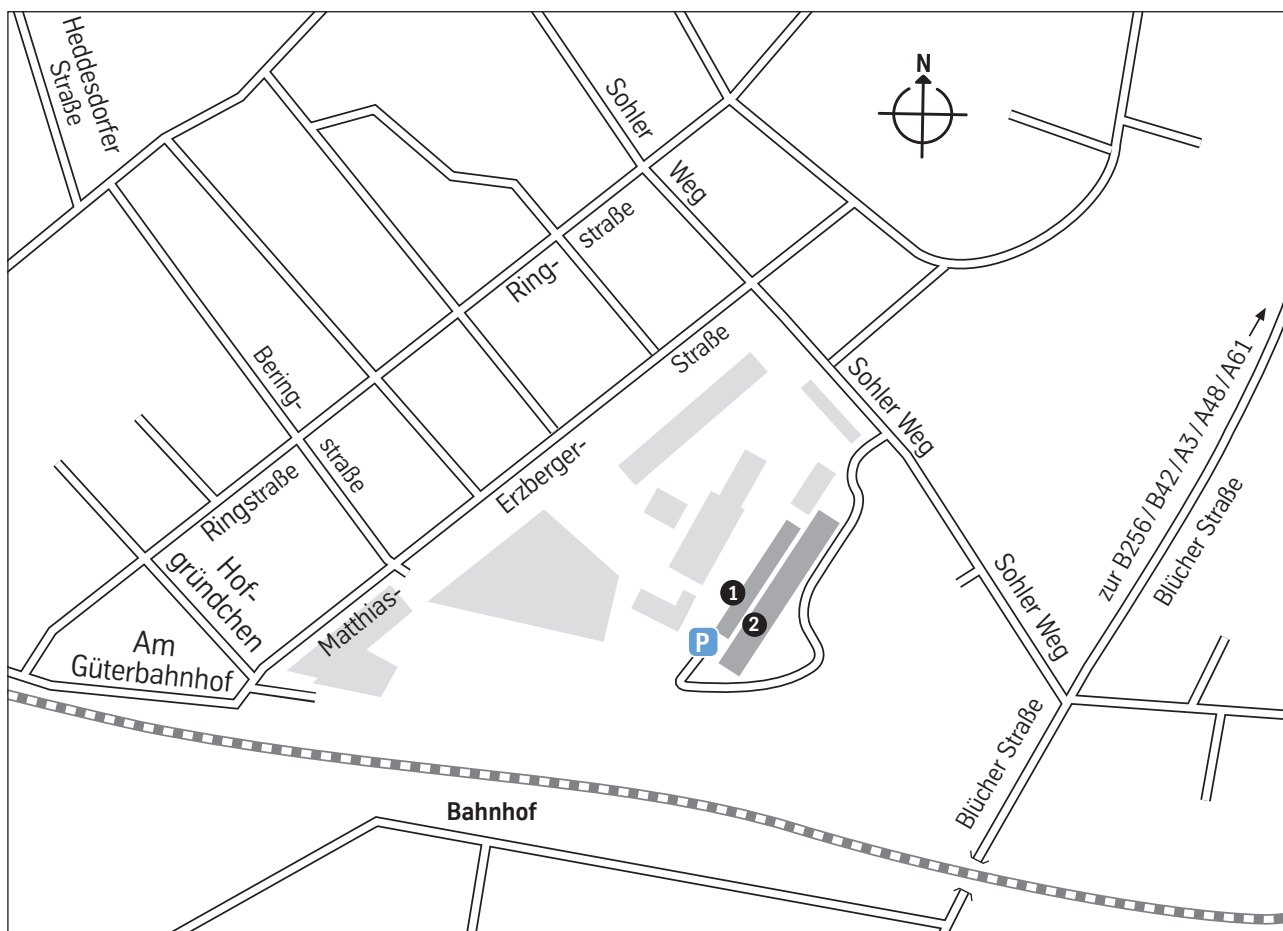 Heddesdorfer
Straße
Sohler
Weg
N
straße
Ring-
Straße
Bering-
straße
Sohler Weg
zur B256/B42/A3/A48/A61
Blücher Straße
Erzberger-
Ringstraße
Hof-
gründchen
Matthias-
Sohler Weg
1
2
P
Am
Güterbahnhof
Blücher Straße
Bahnhof